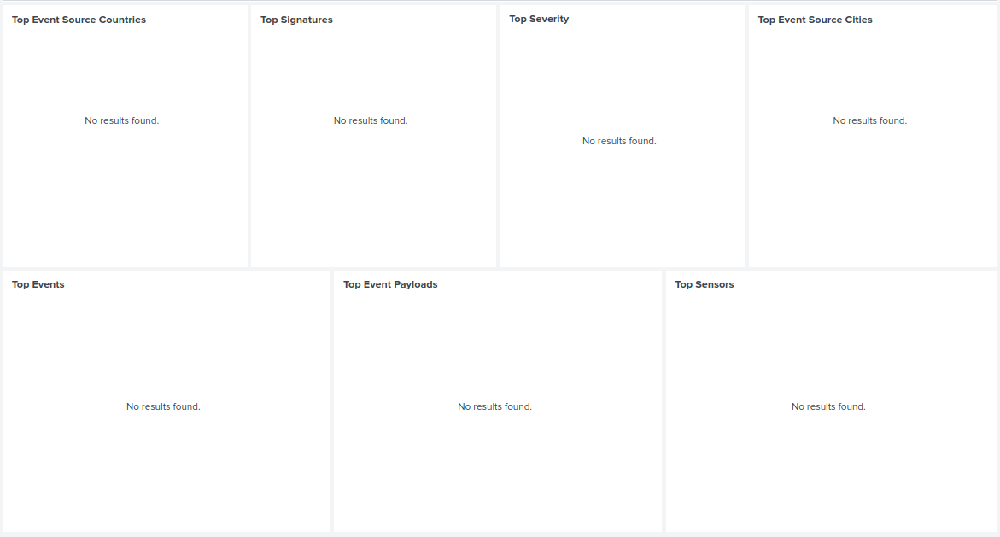 Top Event Source Countries
Top Signatures
Top Severity
Top Event Source Cities
No results found.
No results found.
No results found.
No results found.
Top Events
Top Event Payloads
Top Sensors
No results found.
No results found.
No results found.